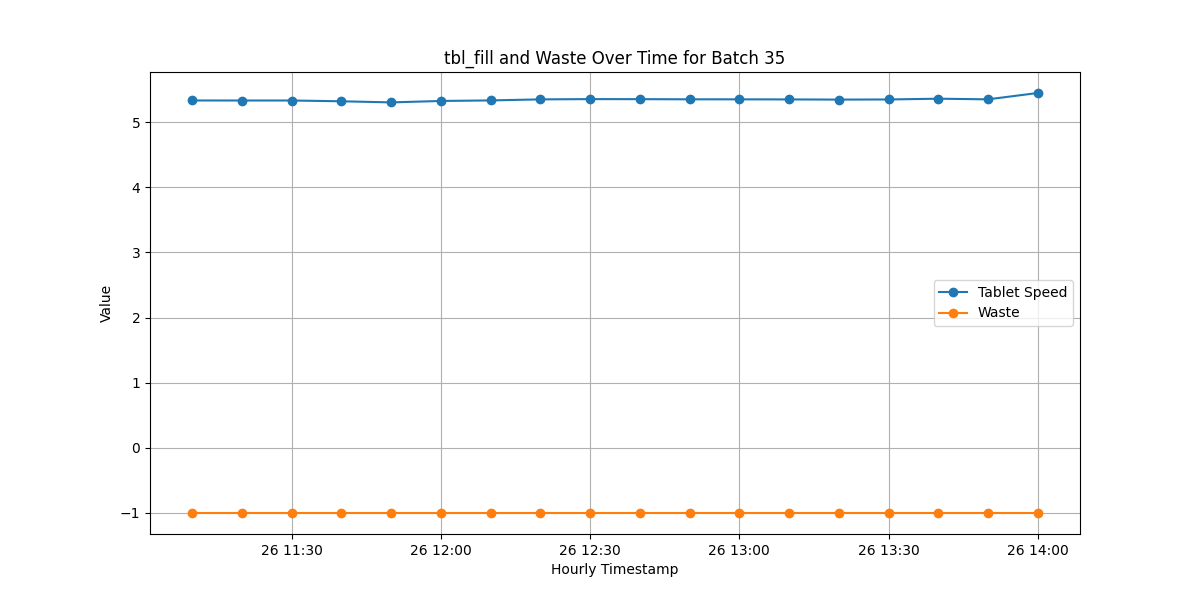 tbl_fill and Waste Over Time for Batch 35
Value
5
4
3
2
1
0
−1
Tablet Speed
Waste
26 11:30 26 12:00 26 12:30 26 13:00 26 13:30 26 14:00
Hourly Timestamp